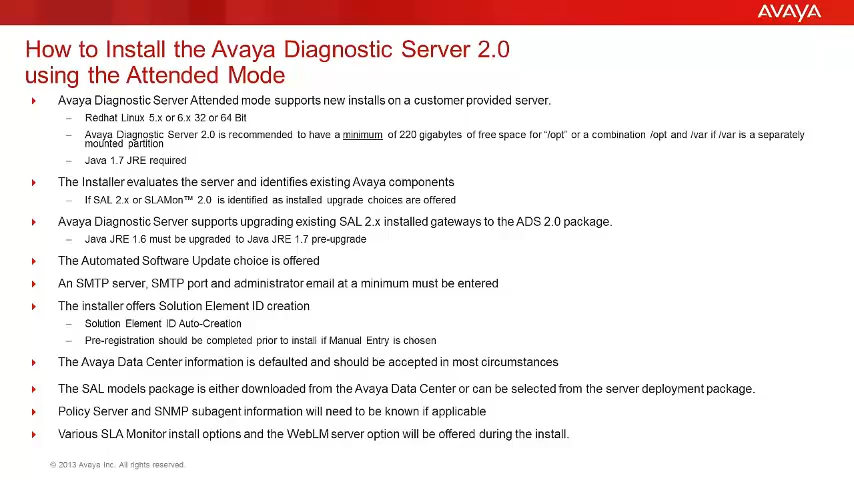 AVAYA
How to Install the Avaya Diagnostic Server 2.0
using the Attended Mode
Avaya Diagnostic Server Attended mode supports new installs on a customer provided server.
– Redhat Linux 5.x or 6.x 32 or 64 Bit
– Avaya Diagnostic Server 2.0 is recommended to have a minimum of 220 gigabytes of free space for "/opt" or a combination /opt and /var if /var is a separately
mounted partition
– Java 1.7 JRE required
The Installer evaluates the server and identifies existing Avaya components
– If SAL 2.x or SLAMon™ 2.0 is identified as installed upgrade choices are offered
Avaya Diagnostic Server supports upgrading existing SAL 2.x installed gateways to the ADS 2.0 package.
– Java JRE 1.6 must be upgraded to Java JRE 1.7 pre-upgrade
The Automated Software Update choice is offered
An SMTP server, SMTP port and administrator email at a minimum must be entered
The installer offers Solution Element ID creation
– Solution Element ID Auto-Creation
– Pre-registration should be completed prior to install if Manual Entry is chosen
The Avaya Data Center information is defaulted and should be accepted in most circumstances
The SAL models package is either downloaded from the Avaya Data Center or can be selected from the server deployment package.
Policy Server and SNMP subagent information will need to be known if applicable
Various SLA Monitor install options and the WebLM server option will be offered during the install.
© 2013 Avaya Inc. All rights reserved.